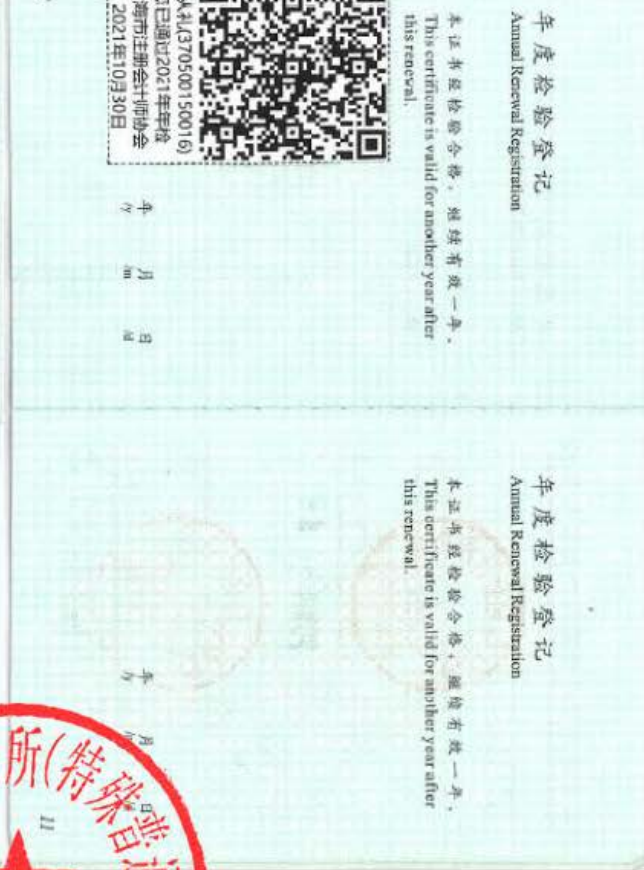 年度检验登记
Annual Renewal Registration
本证书经检验合格，继续有效一年。
This certificate is valid for another year after
this renewal.
礼(370500150016)
已通过2021年年检
海市注册会计师协会
2021年10月30日
年 月 日
/y /m /d
年度检验登记
Annual Renewal Registration
本证书经检验合格，继续有效一年。
This certificate is valid for another year after
this renewal.
年 月 日
/y /m
所(特殊普
11